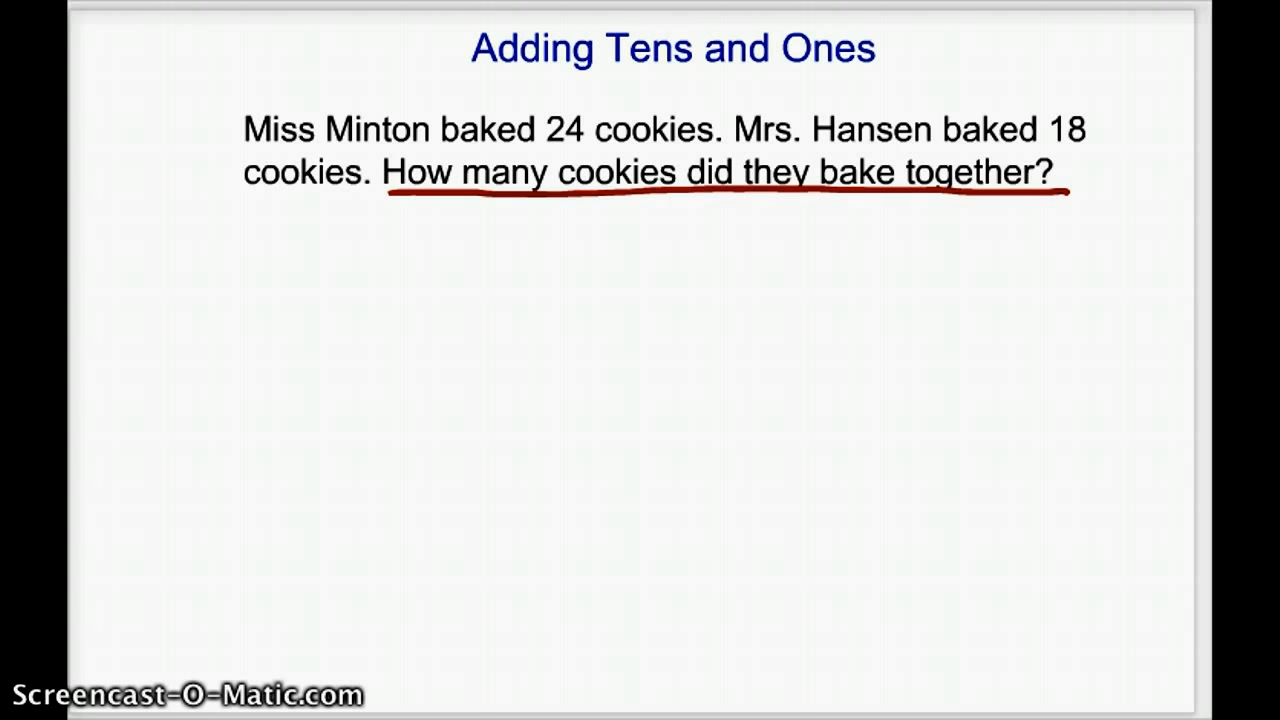 Adding Tens and Ones
Miss Minton baked 24 cookies. Mrs. Hansen baked 18
cookies. How many cookies did they bake together?
Screencast-O-Matic.com